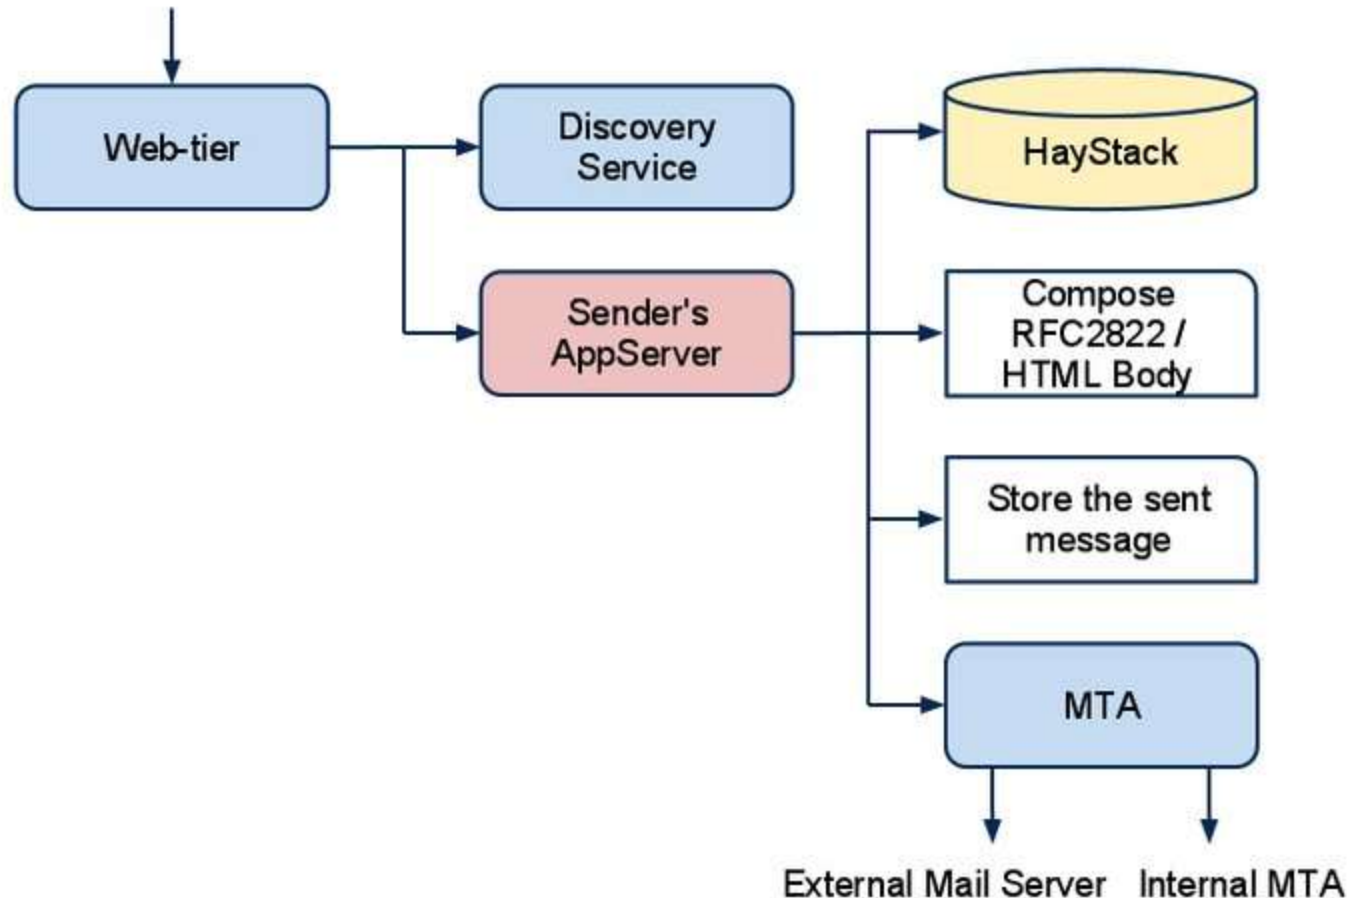 Web-tier
Discovery
Service
HayStack
Sender's
AppServer
Compose
RFC2822 /
HTML Body
Store the sent
message
MTA
External Mail Server
Internal MTA